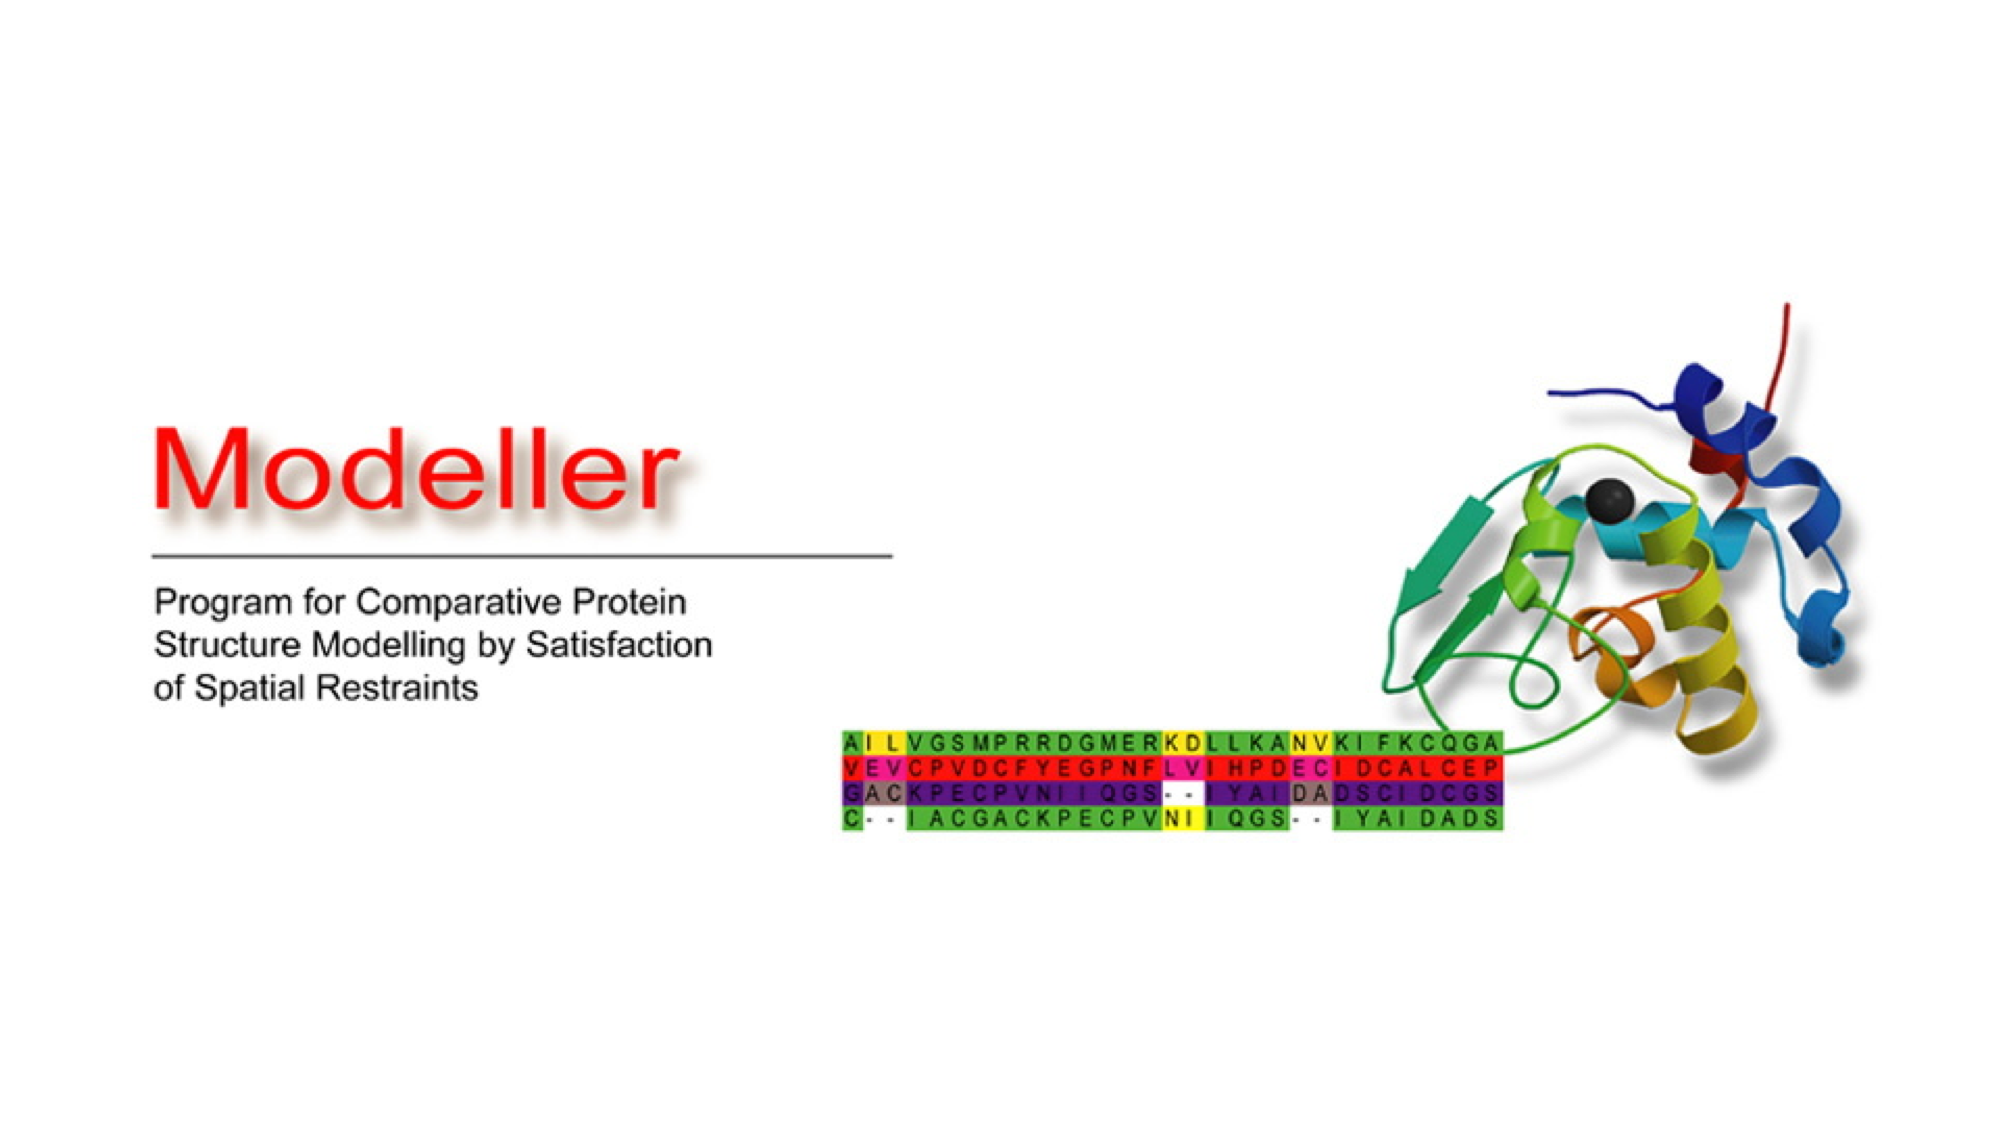 Modeller
Program for Comparative Protein
Structure Modelling by Satisfaction
of Spatial Restraints
AILVGSMPRRDGMERKDLLKANVKIFKCQGA
VEVCPVDCFYEGPNFLVIHPDECIDCALCEP
GACKPECPVNIIQGS--IYAIDADSCIDCGS
C--IACGACKPECPVNIIQGS--IYAIDADS